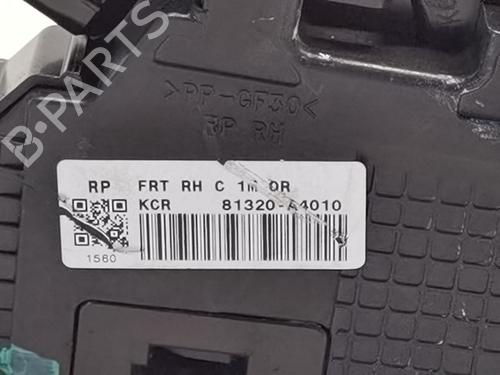 B-PARTS
>PP-GF30<
RP RH
RP FRT RH C 1M OR
KCR 81320-A4010
1560